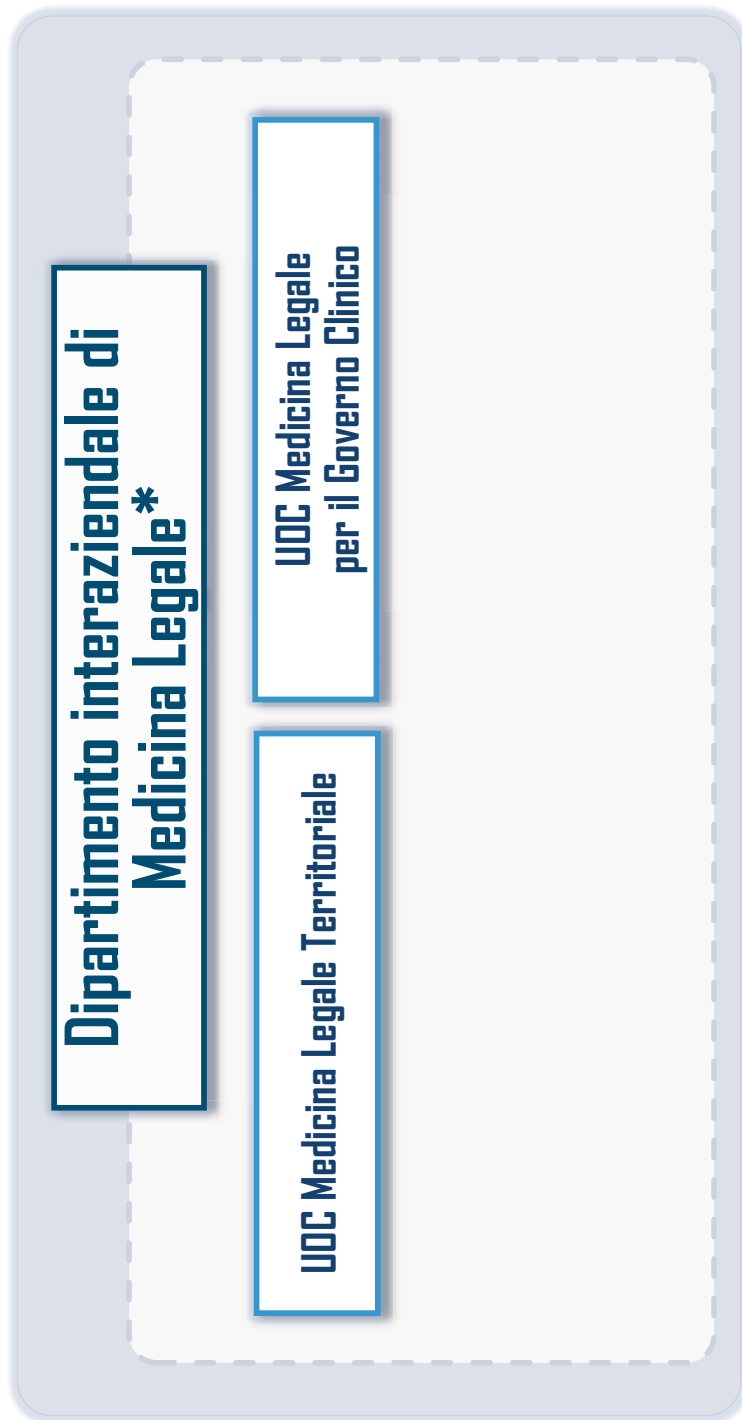 Dipartimento interaziendale di
Medicina Legale*
UOC Medicina Legale Territoriale
UOC Medicina Legale
per il Governo Clinico